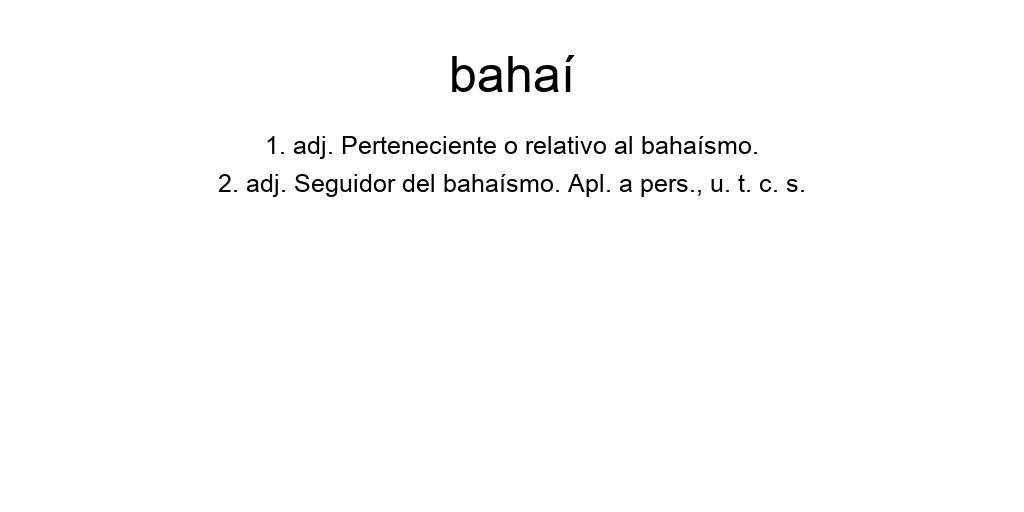 bahaí
1. adj. Perteneciente o relativo al bahaísmo.
2. adj. Seguidor del bahaísmo. Apl. a pers., u. t. c. s.